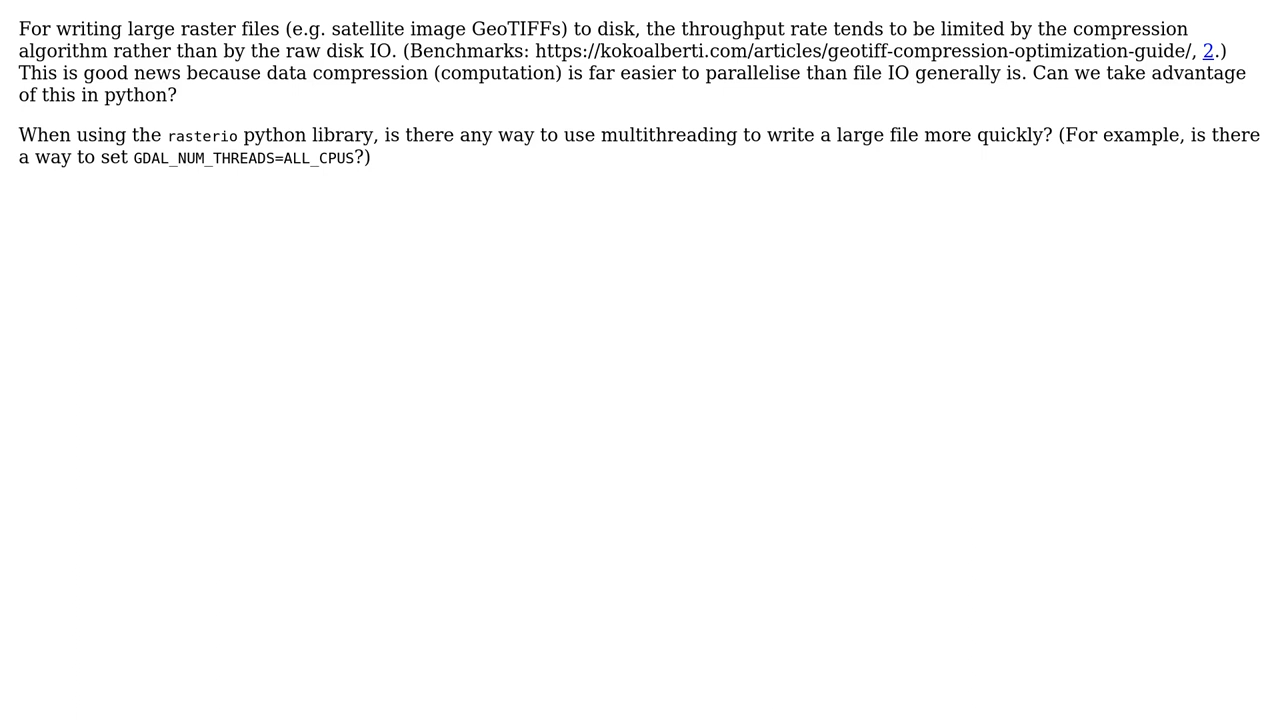 For writing large raster files (e.g. satellite image GeoTIFFs) to disk, the throughput rate tends to be limited by the compression
algorithm rather than by the raw disk IO. (Benchmarks: https://kokoalberti.com/articles/geotiff-compression-optimization-guide/, 2.)
This is good news because data compression (computation) is far easier to parallelise than file IO generally is. Can we take advantage
of this in python?
When using the rasterio python library, is there any way to use multithreading to write a large file more quickly? (For example, is there
a way to set GDAL_NUM_THREADS=ALL_CPUS?)